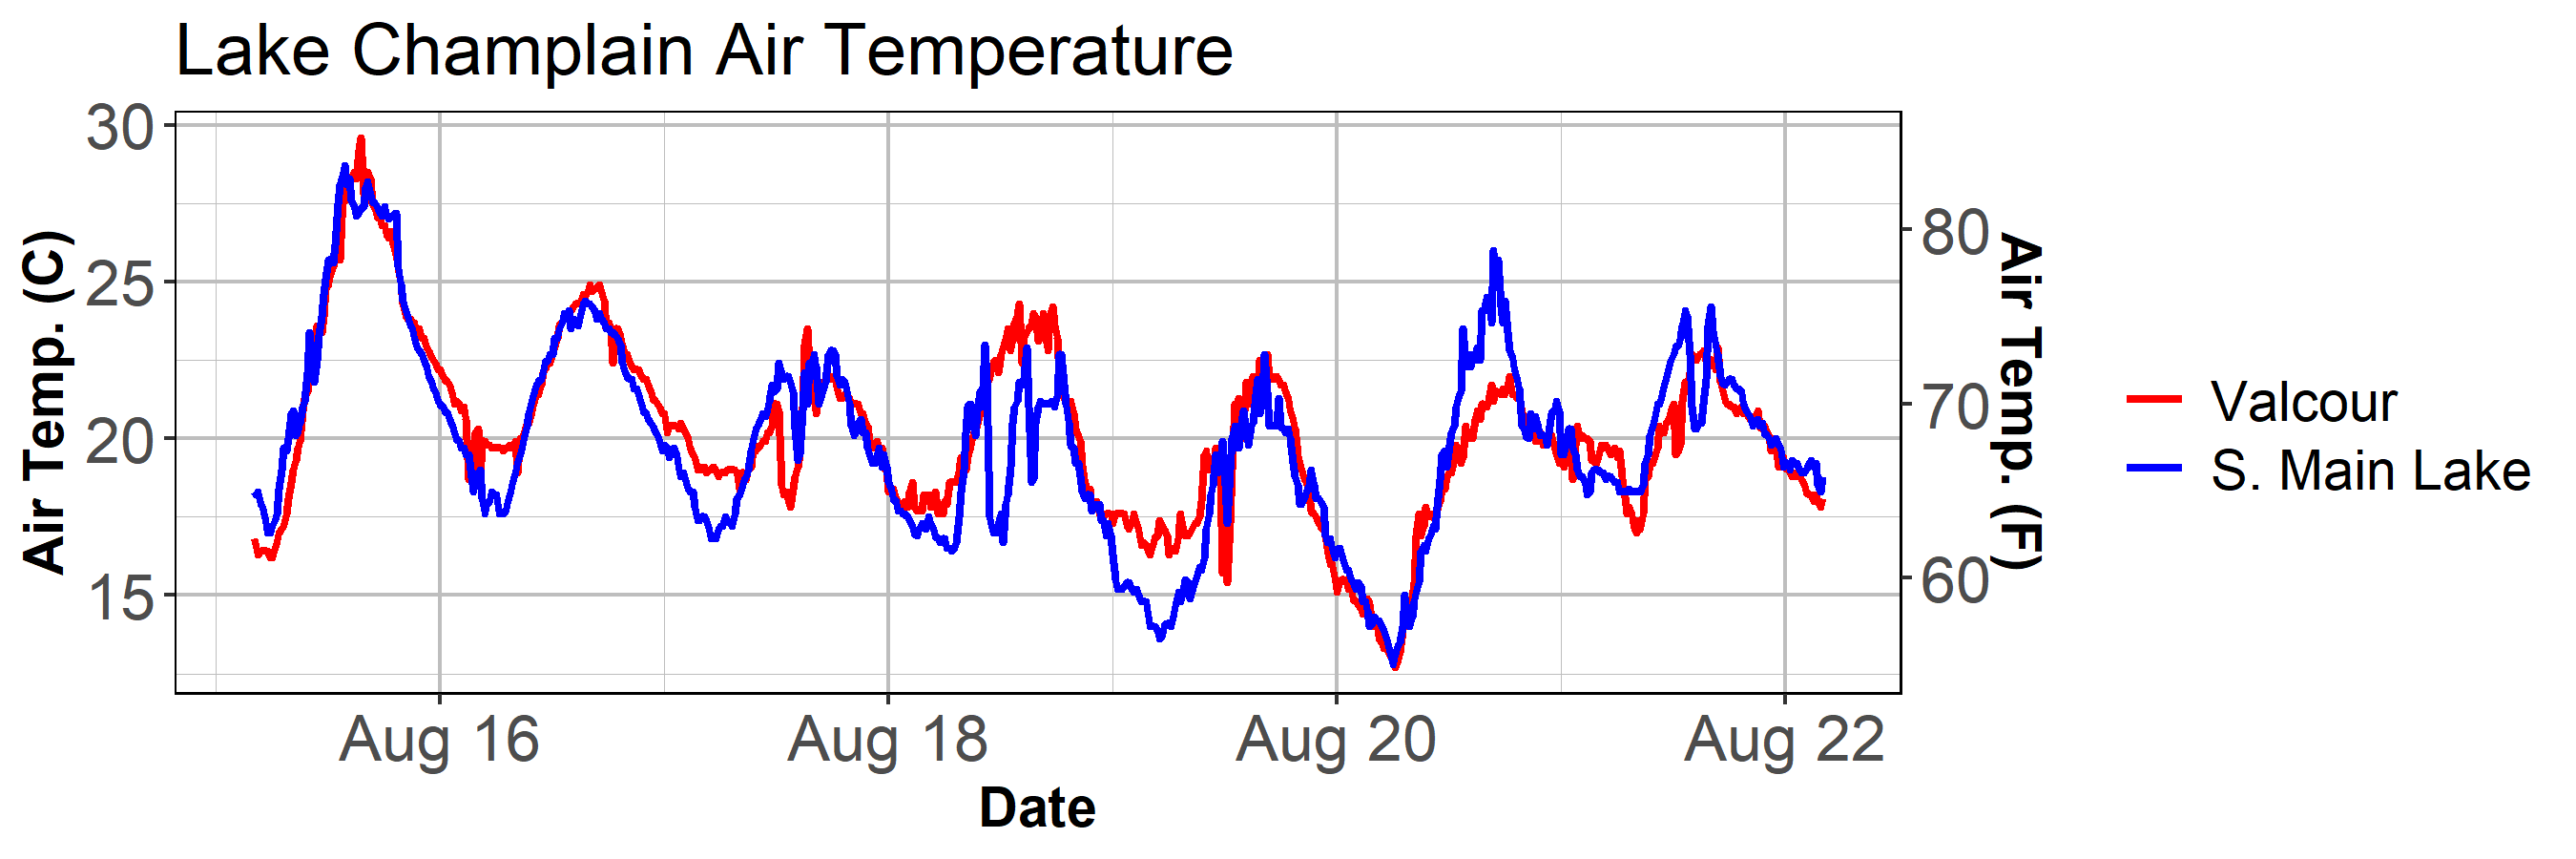 Lake Champlain Air Temperature
Air Temp. (C)
30
25
20
15
80
70
60
Air Temp. (F)
Aug 16
Aug 18
Aug 20
Aug 22
Date
Valcour
S. Main Lake